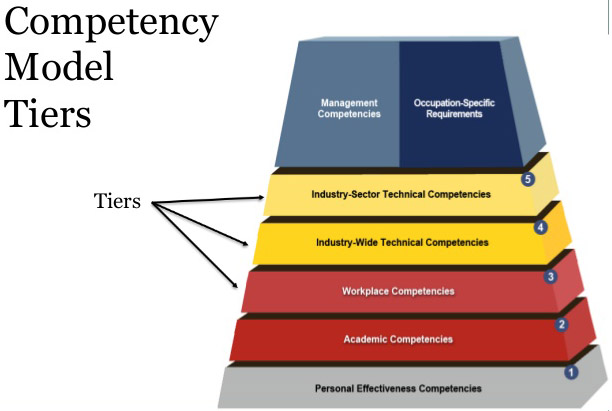 Competency
Model
Tiers
Management
Competencies
Occupation-Specific
Requirements
5
Industry-Sector Technical Competencies
Tiers
4
Industry-Wide Technical Competencies
3
Workplace Competencies
2
Academic Competencies
1
Personal Effectiveness Competencies